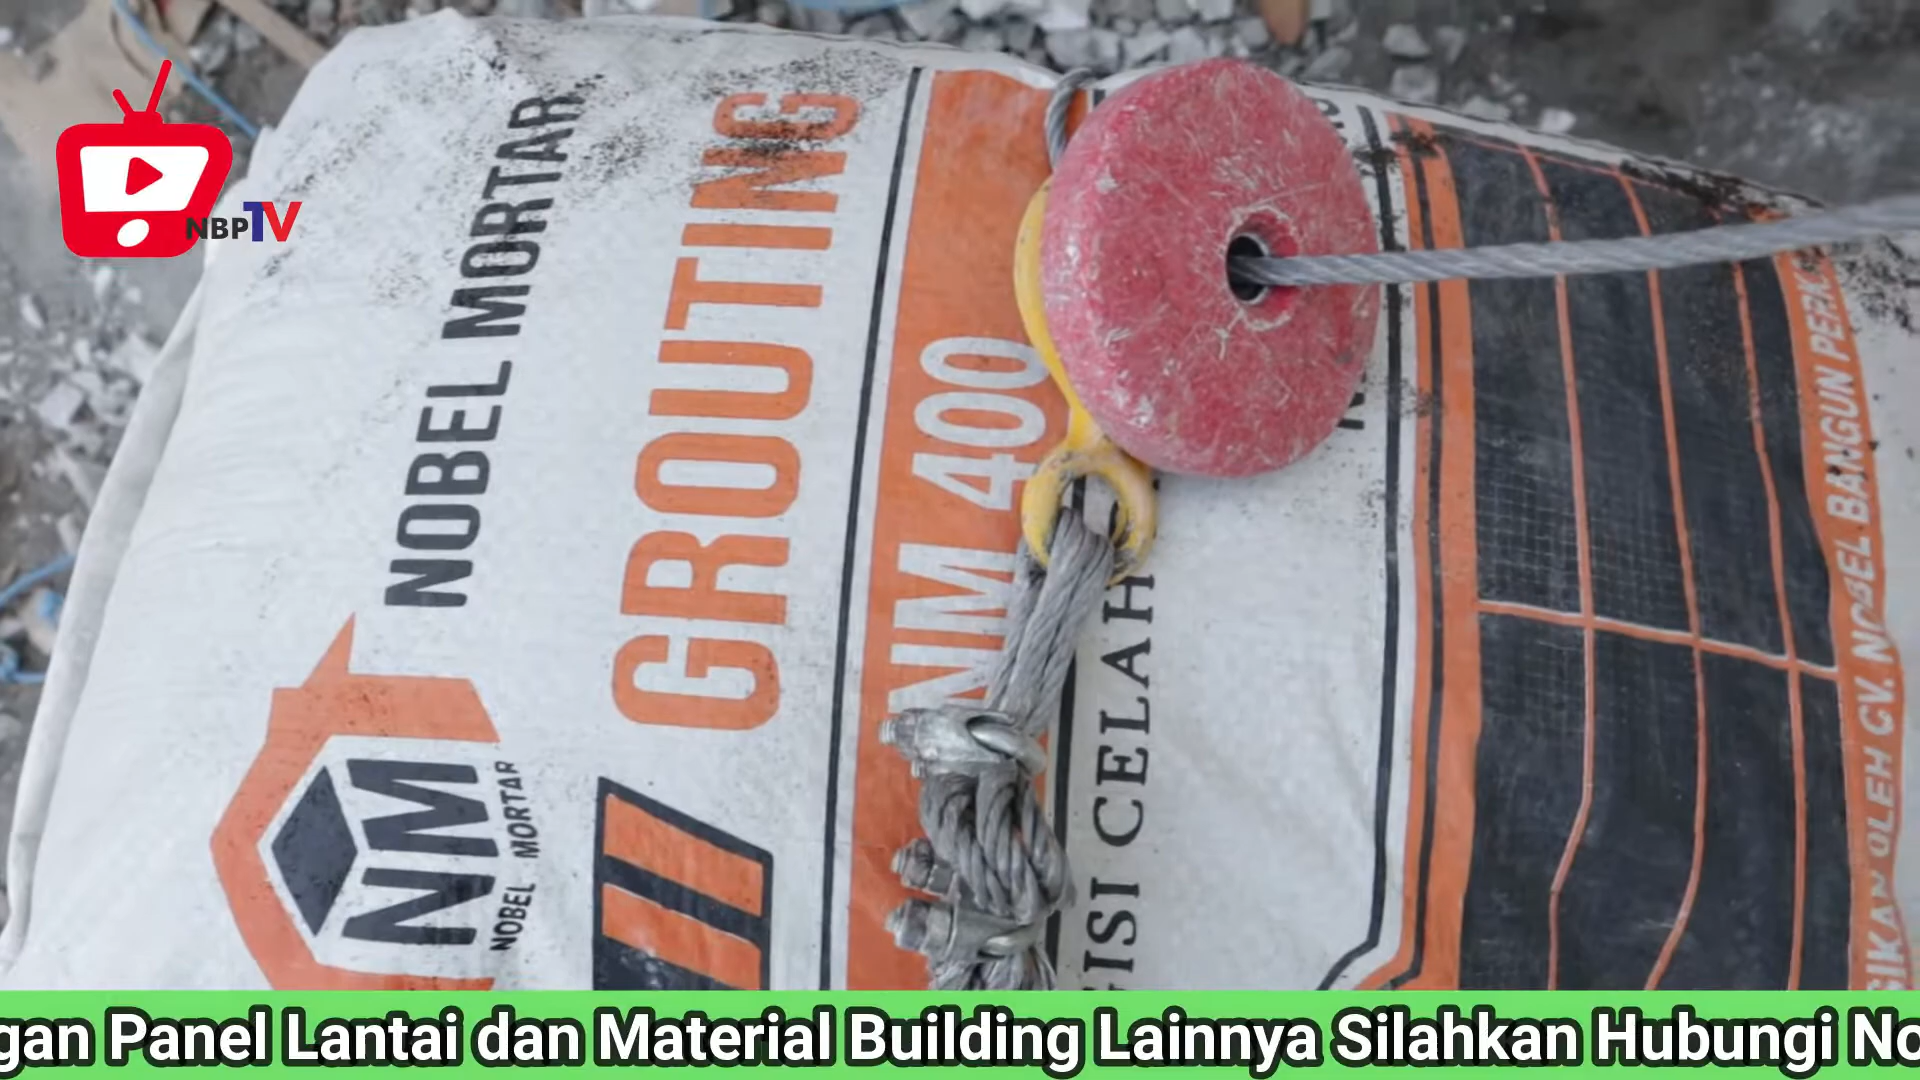 NBPTV
NOBEL MORTAR
GROUTING
NM 400
NM
NOBEL MORTAR
ISI CELAH
OLEH CV. NOBEL BANGUN
gan Panel Lantai dan Material Building Lainnya Silahkan Hubungi No